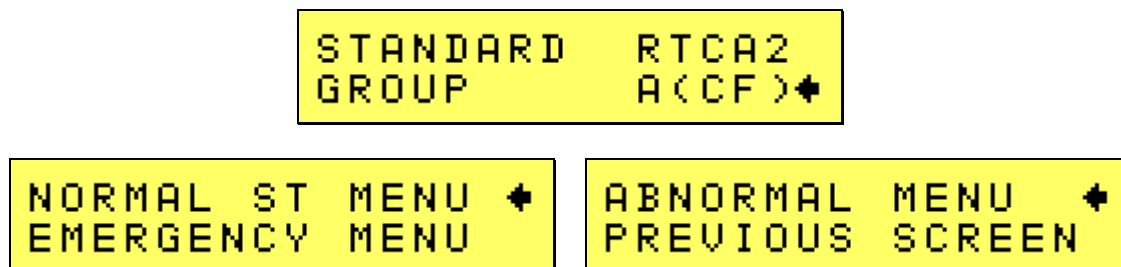 STANDARD RTCA2
GROUP A(CF)←
NORMAL ST MENU ←
EMERGENCY MENU
ABNORMAL MENU ←
PREVIOUS SCREEN